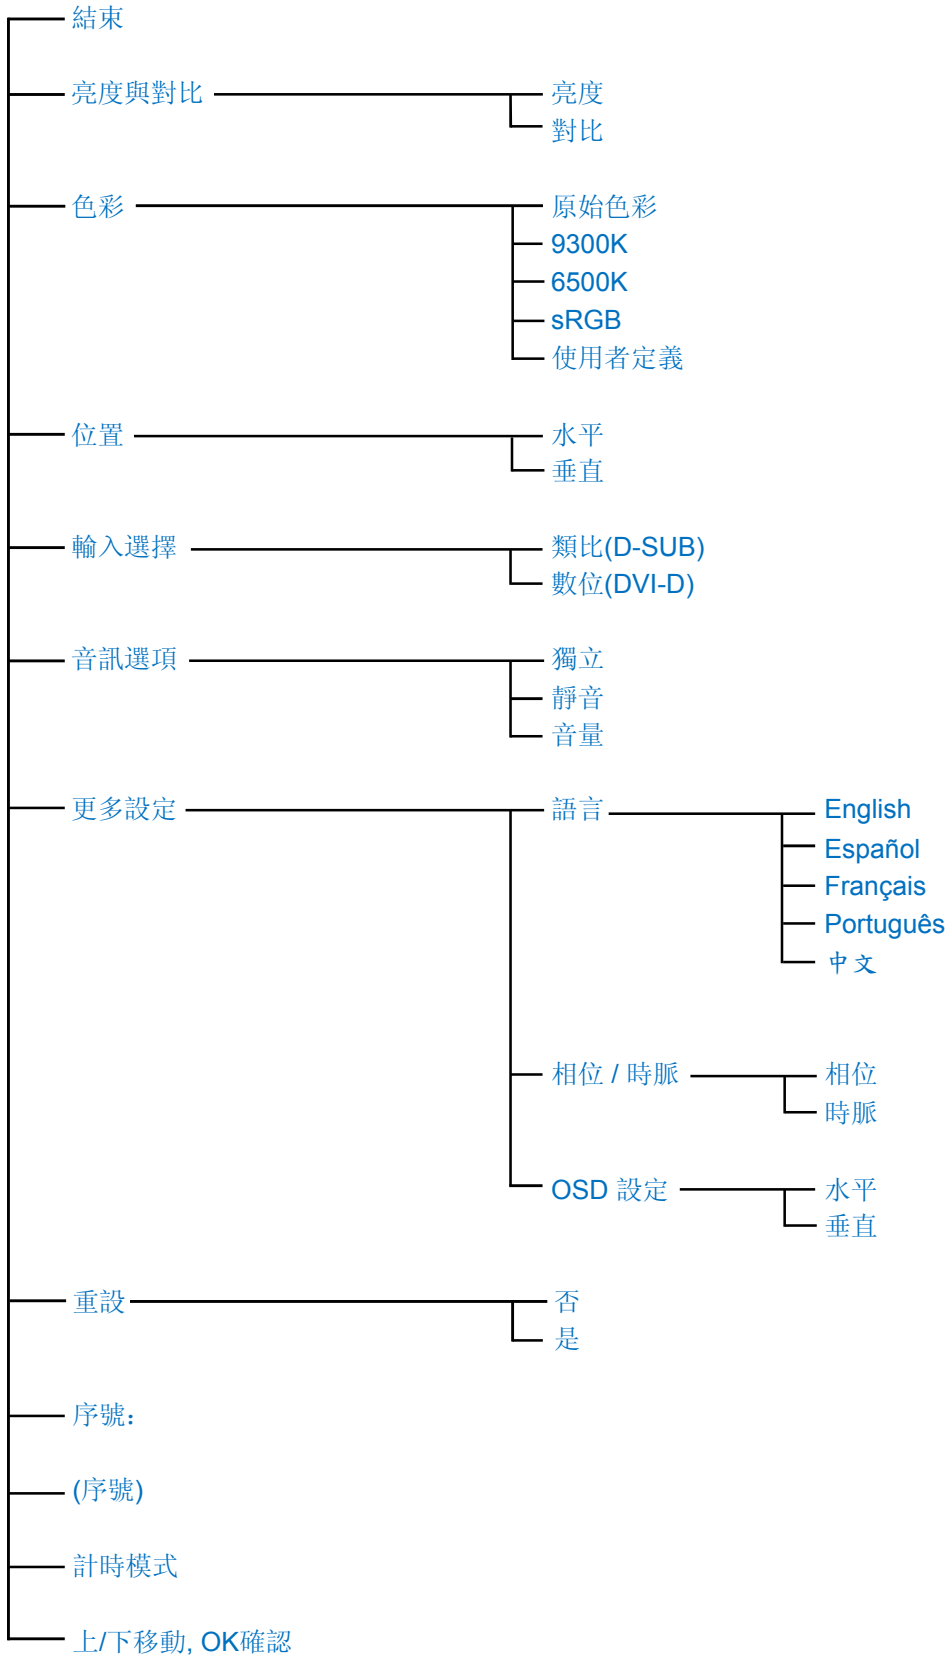 結束
亮度與對比
亮度
對比
色彩
原始色彩
9300K
6500K
sRGB
使用者定義
位置
水平
垂直
輸入選擇
類比(D-SUB)
數位(DVI-D)
音訊選項
獨立
靜音
音量
更多設定
語言
English
Español
Français
Português
中文
相位 / 時脈
相位
時脈
OSD 設定
水平
垂直
重設
否
是
序號：
(序號)
計時模式
上/下移動, OK確認